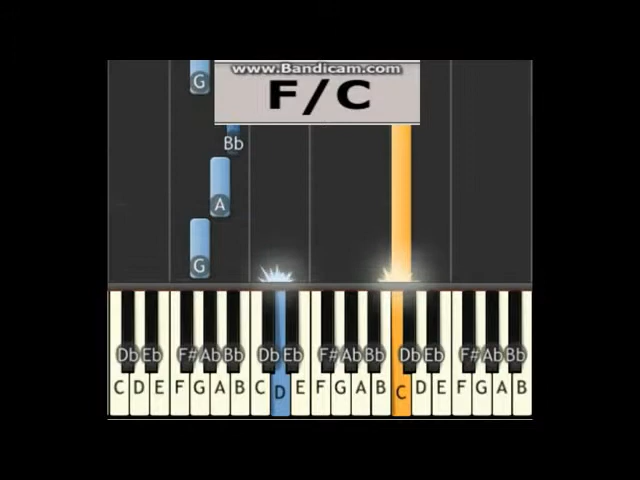 www.Bandicam.com
G
F/C
Bb
A
G
Db Eb F# Ab Bb Db Eb F# Ab Bb Db Eb F# Ab Bb
C D E F G A B C D E F G A B C D E F G A B